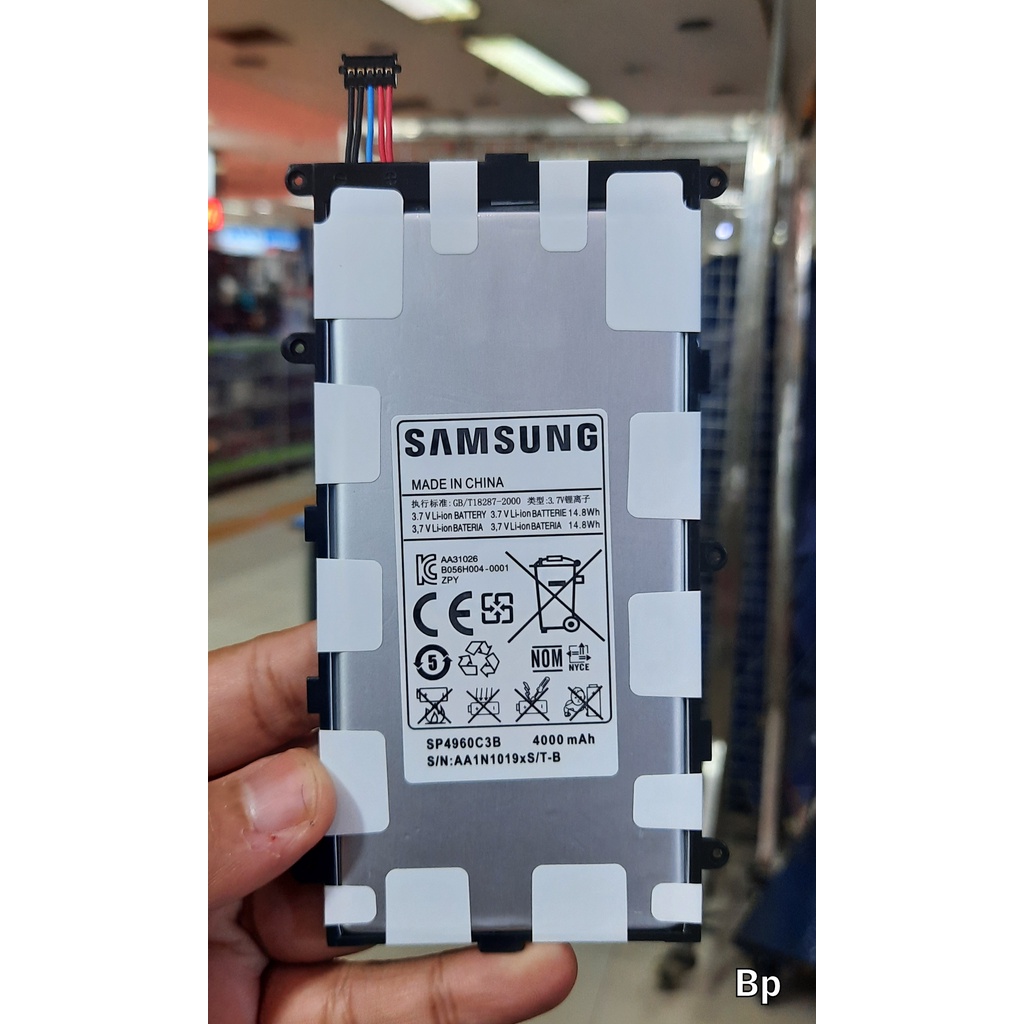 SAMSUNG
MADE IN CHINA
执行标准: GB/T18287-2000 类型: 3.7V锂离子
3.7 V Li-ion BATTERY 3.7 V Li-ion BATTERIE 14.8Wh
3,7 V Li-ion BATERIA 3,7 V Li-ion BATERIA 14.8Wh
AA31026
B056H004-0001
ZPY
CE
5
NOM
NYCE
SP4960C3B 4000 mAh
S/N:AA1N1019xS/T-B
Bp